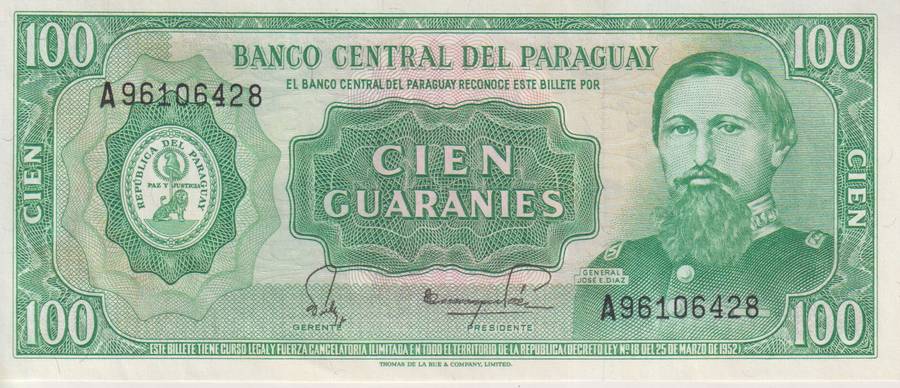 100
100
BANCO CENTRAL DEL PARAGUAY
EL BANCO CENTRAL DEL PARAGUAY RECONOCE ESTE BILLETE POR
A96106428
CIEN
REPÚBLICA DEL PARAGUAY
PAZ Y JUSTICIA
CIEN
GUARANIES
CIEN
GENERAL
JOSE E. DIAZ
A96106428
GERENTE
PRESIDENTE
100
100
ESTE BILLETE TIENE CURSO LEGAL Y FUERZA CANCELATORIA ILIMITADA EN TODO EL TERRITORIO DE LA REPUBLICA (DECRETO LEY Nº 18 DEL 25 DE MARZO DE 1952)
THOMAS DE LA RUE & COMPANY, LIMITED.